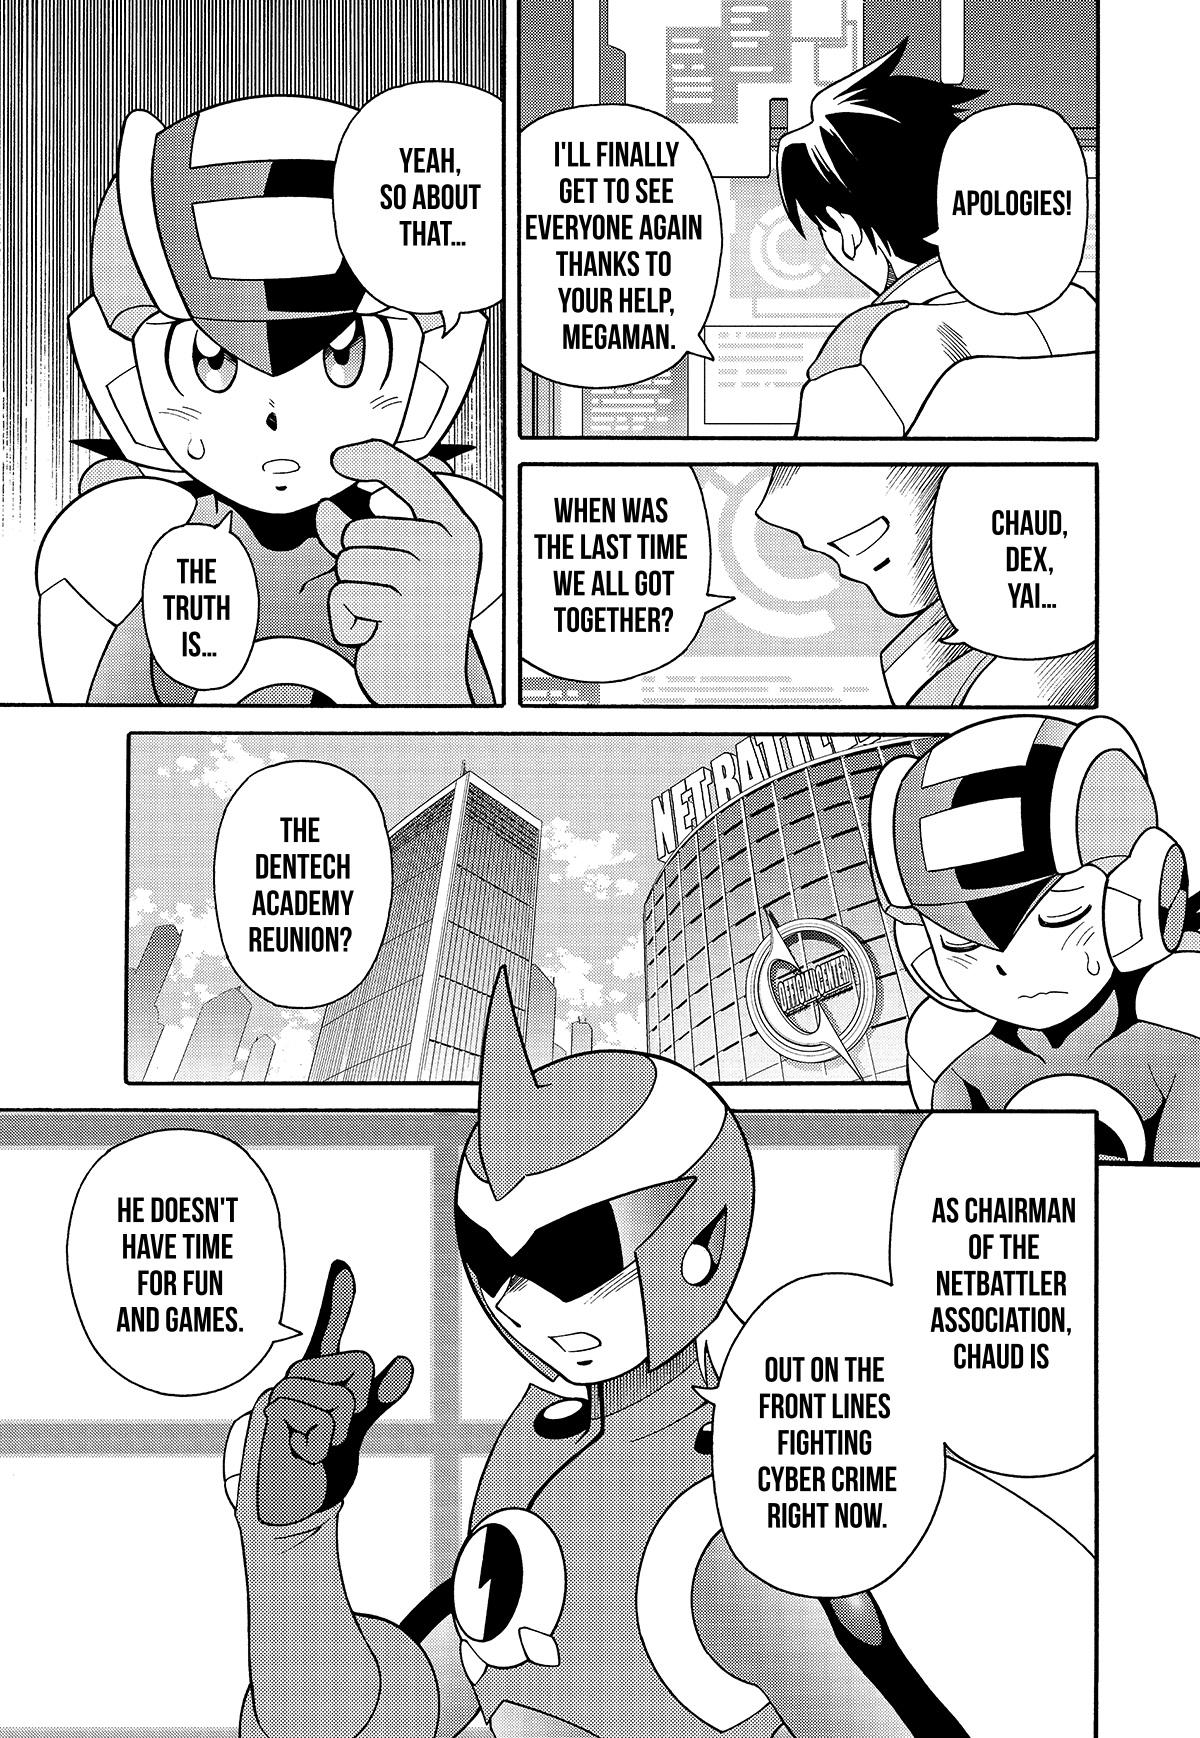 APOLOGIES!
I'LL FINALLY
GET TO SEE
EVERYONE AGAIN
THANKS TO
YOUR HELP,
MEGAMAN.
CHAUD,
DEX,
YAI...
WHEN WAS
THE LAST TIME
WE ALL GOT
TOGETHER?
YEAH,
SO ABOUT
THAT...
THE
TRUTH
IS...
NETBATTLE
OFFICIAL CENTER
THE
DENTECH
ACADEMY
REUNION?
AS CHAIRMAN
OF THE
NETBATTLER
ASSOCIATION,
CHAUD IS
OUT ON THE
FRONT LINES
FIGHTING
CYBER CRIME
RIGHT NOW.
HE DOESN'T
HAVE TIME
FOR FUN
AND GAMES.